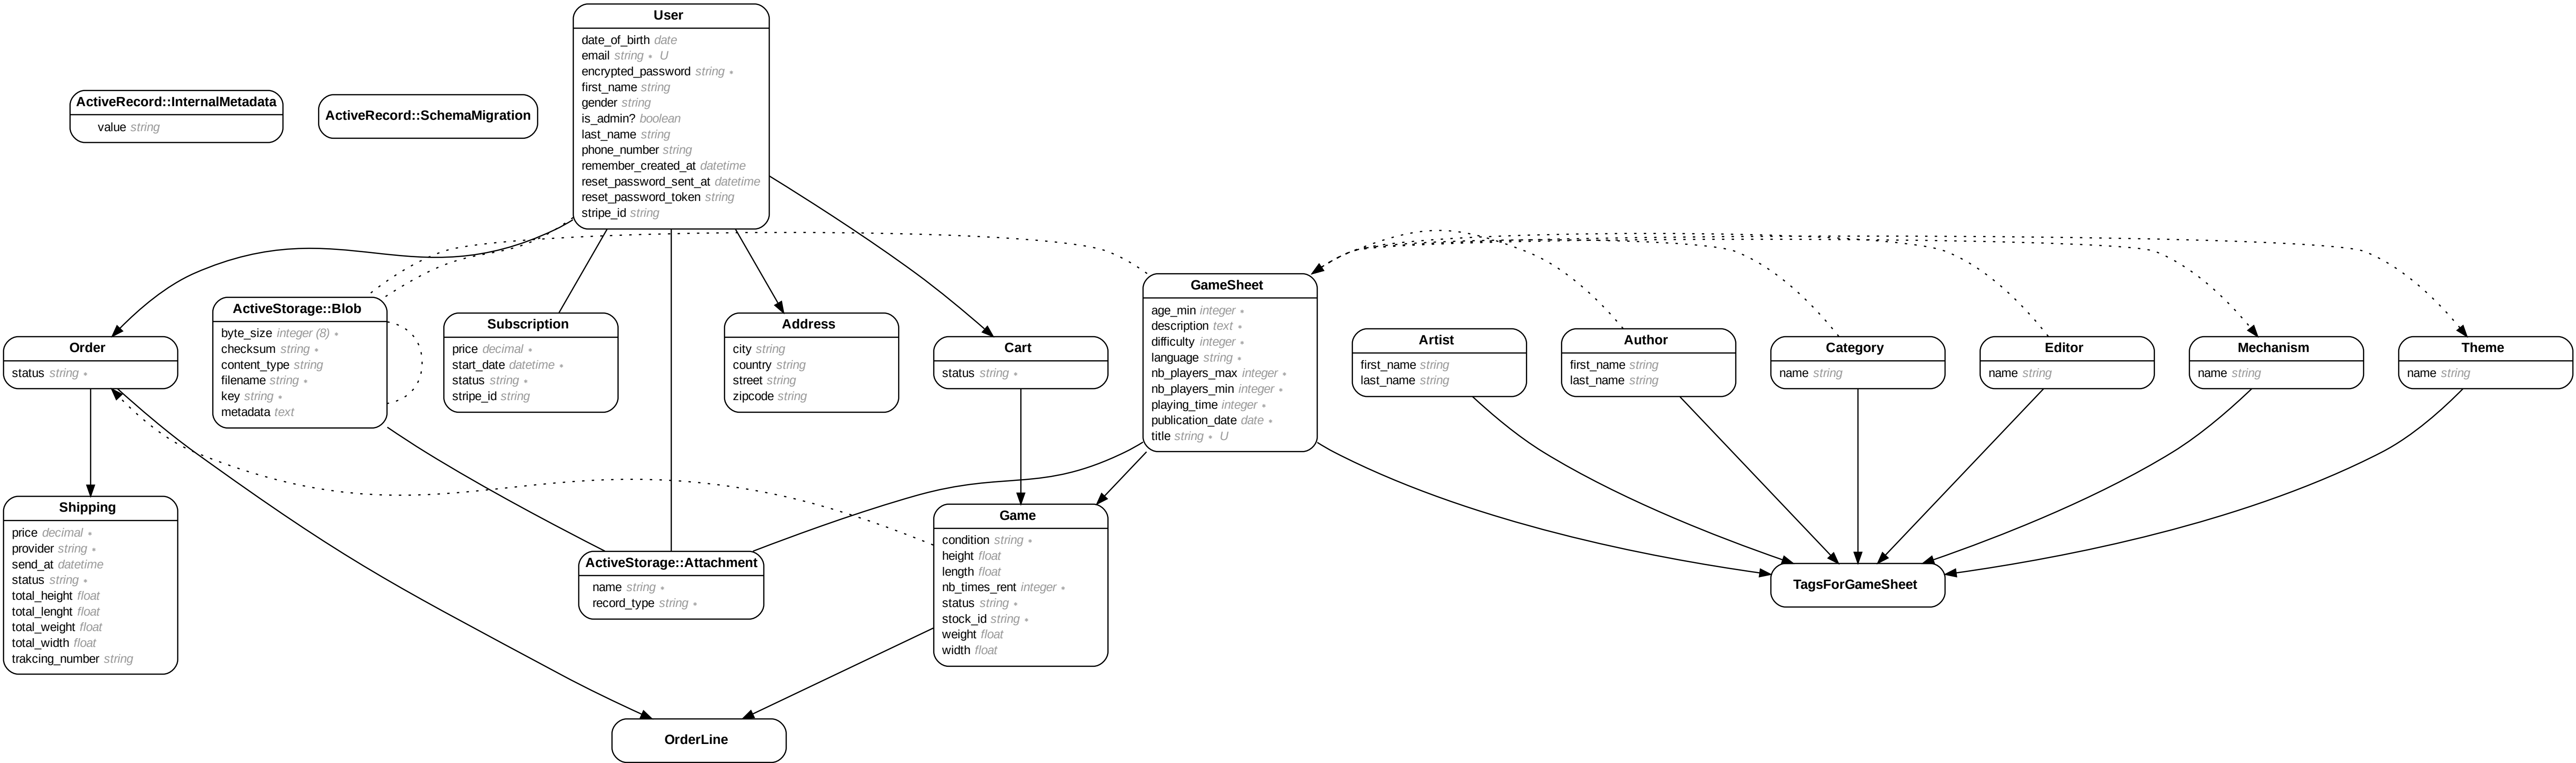 User
date_of_birth date
email string ∗ U
encrypted_password string ∗
first_name string
gender string
is_admin? boolean
last_name string
phone_number string
remember_created_at datetime
reset_password_sent_at datetime
reset_password_token string
stripe_id string
ActiveRecord::InternalMetadata
value string
ActiveRecord::SchemaMigration
Order
status string ∗
ActiveStorage::Blob
byte_size integer (8) ∗
checksum string ∗
content_type string
filename string ∗
key string ∗
metadata text
Subscription
price decimal ∗
start_date datetime ∗
status string ∗
stripe_id string
Address
city string
country string
street string
zipcode string
Cart
status string ∗
GameSheet
age_min integer ∗
description text ∗
difficulty integer ∗
language string ∗
nb_players_max integer ∗
nb_players_min integer ∗
playing_time integer ∗
publication_date date ∗
title string ∗ U
Artist
first_name string
last_name string
Author
first_name string
last_name string
Category
name string
Editor
name string
Mechanism
name string
Theme
name string
Shipping
price decimal ∗
provider string ∗
send_at datetime
status string ∗
total_height float
total_lenght float
total_weight float
total_width float
trakcing_number string
ActiveStorage::Attachment
name string ∗
record_type string ∗
Game
condition string ∗
height float
length float
nb_times_rent integer ∗
status string ∗
stock_id string ∗
weight float
width float
TagsForGameSheet
OrderLine